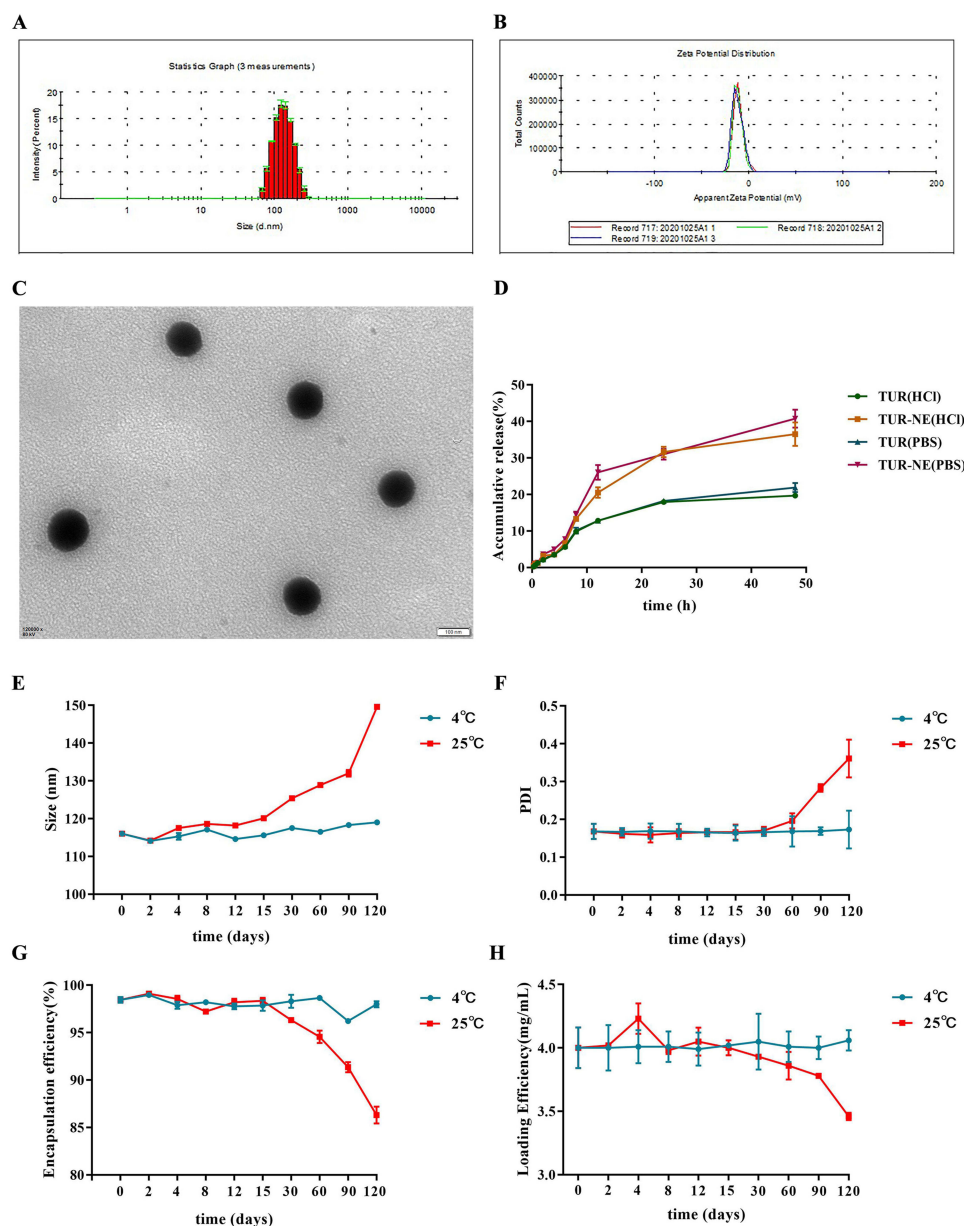 A
Statistics Graph (3 measurements)
20
15
10
5
0
Intensity (Percent)
1
10
100
1000
10000
Size (d.nm)
B
Zeta Potential Distribution
400000
300000
200000
100000
0
Total Counts
-100
0
100
200
Apparent Zeta Potential (mV)
Record 717: 20201025A1 1
Record 718: 20201025A1 2
Record 719: 20201025A1 3
C
120000 x
80 kV
100 nm
D
50
40
30
20
10
0
Accumulative release(%)
0
10
20
30
40
50
time (h)
TUR(HCl)
TUR-NE(HCl)
TUR(PBS)
TUR-NE(PBS)
E
150
140
130
120
110
100
Size (nm)
0 2 4 8 12 15 30 60 90 120
time (days)
4℃
25℃
F
0.5
0.4
0.3
0.2
0.1
0.0
PDI
0 2 4 8 12 15 30 60 90 120
time (days)
4℃
25℃
G
100
95
90
85
80
Encapsulation efficiency(%)
0 2 4 8 12 15 30 60 90 120
time (days)
4℃
25℃
H
4.5
4.0
3.5
3.0
Loading Efficiency(mg/mL)
0 2 4 8 12 15 30 60 90 120
time (days)
4℃
25℃